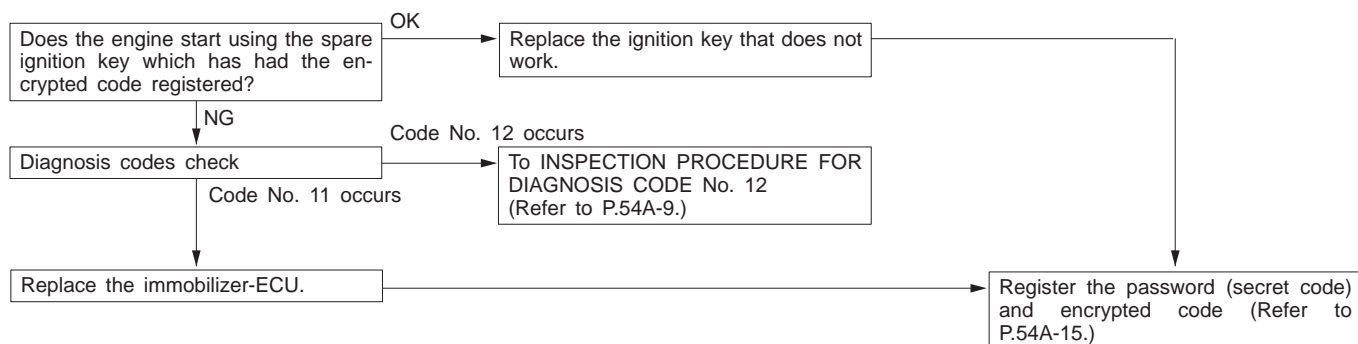 OK
Does the engine start using the spare
ignition key which has had the en-
crypted code registered?
Replace the ignition key that does not
work.
NG
Code No. 12 occurs
Diagnosis codes check
To INSPECTION PROCEDURE FOR
DIAGNOSIS CODE No. 12
(Refer to P.54A-9.)
Code No. 11 occurs
Replace the immobilizer-ECU.
Register the password (secret code)
and encrypted code (Refer to
P.54A-15.)